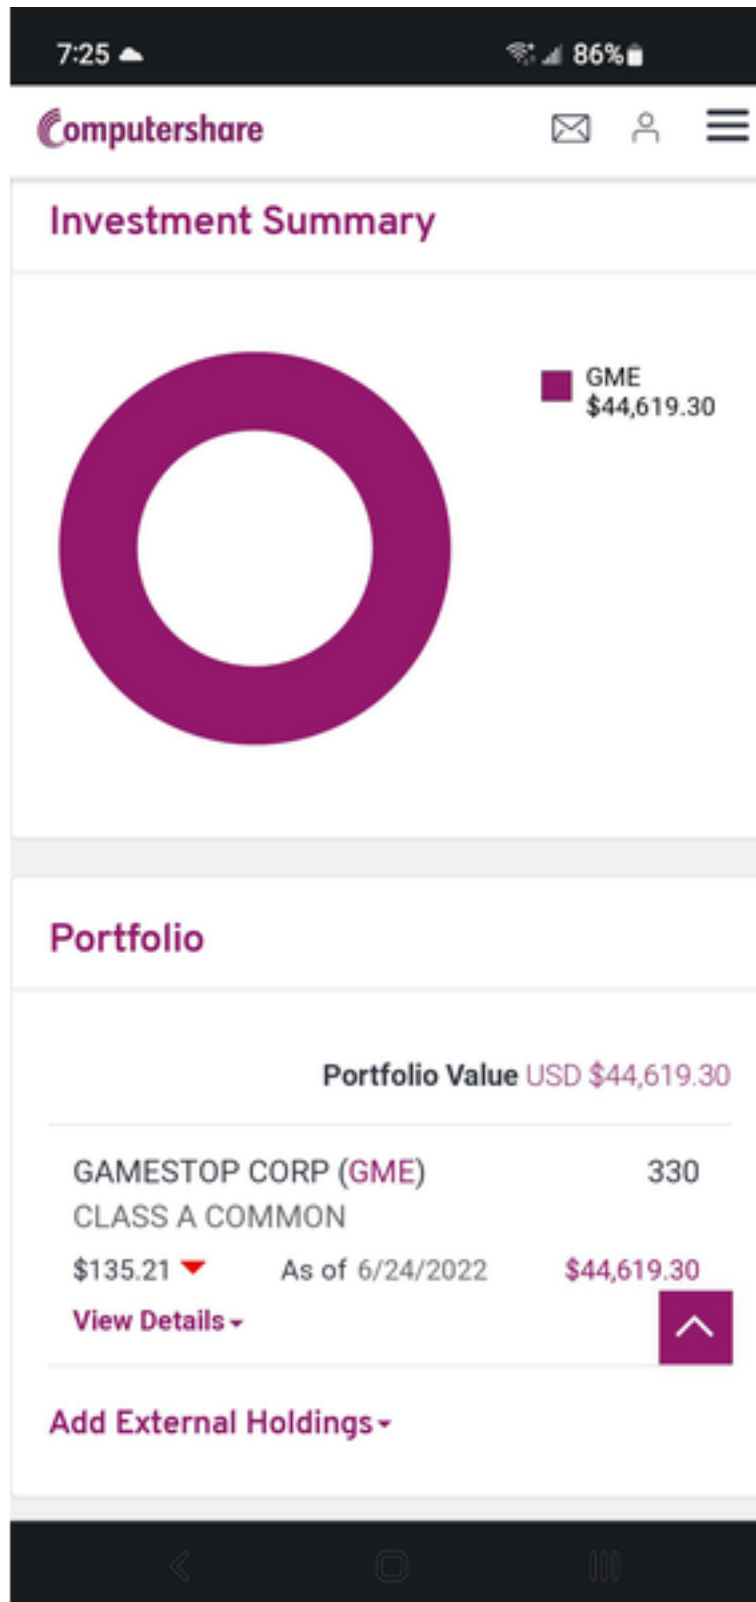 7:25 86%
Computershare
Investment Summary
GME
$44,619.30
Portfolio
Portfolio Value USD $44,619.30
GAMESTOP CORP (GME) 330
CLASS A COMMON
$135.21 As of 6/24/2022 $44,619.30
View Details
Add External Holdings